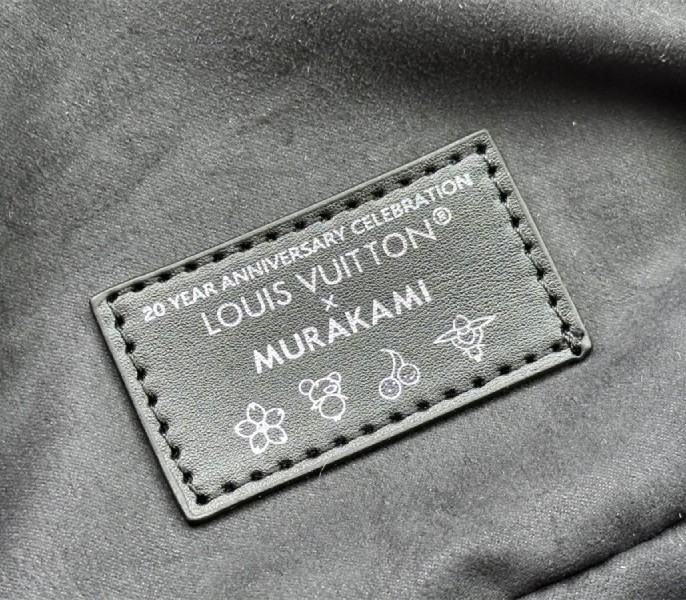 20 YEAR ANNIVERSARY CELEBRATION
LOUIS VUITTON®
x
MURAKAMI